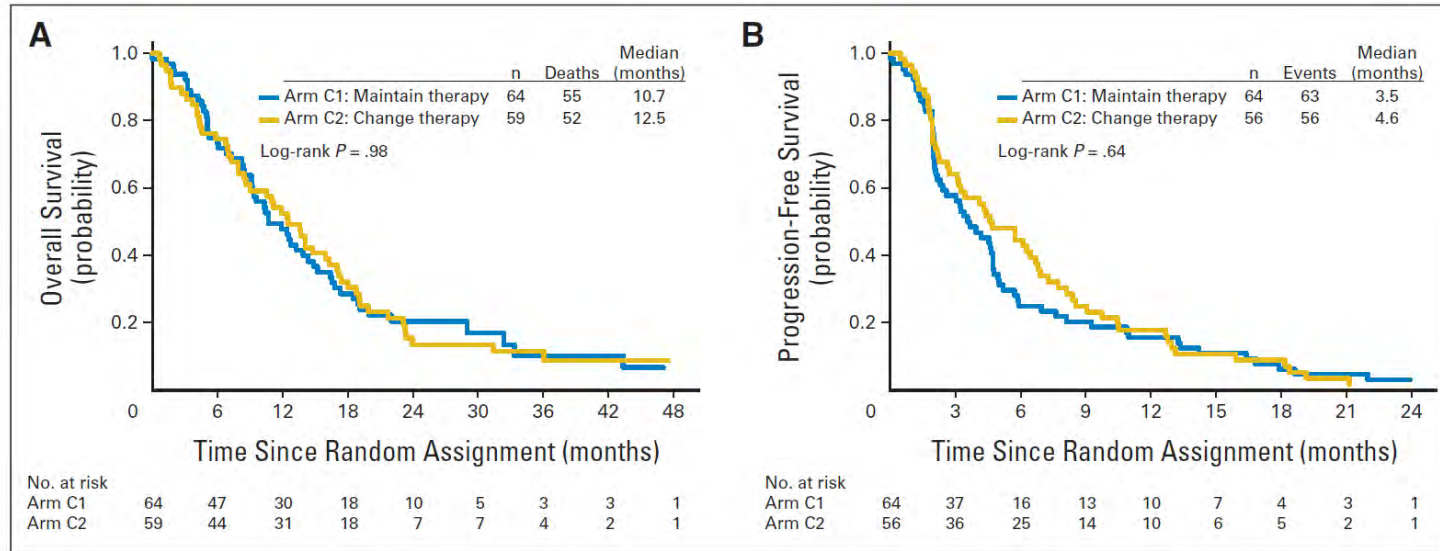 A
Overall Survival
(probability)
1.0
0.8
0.6
0.4
0.2
0
6 12 18 24 30 36 42 48
Time Since Random Assignment (months)
n Deaths Median (months)
Arm C1: Maintain therapy 64 55 10.7
Arm C2: Change therapy 59 52 12.5
Log-rank P = .98
No. at risk
Arm C1 64 47 30 18 10 5 3 3 1
Arm C2 59 44 31 18 7 7 4 2 1
B
Progression-Free Survival
(probability)
1.0
0.8
0.6
0.4
0.2
0
3 6 9 12 15 18 21 24
Time Since Random Assignment (months)
n Events Median (months)
Arm C1: Maintain therapy 64 63 3.5
Arm C2: Change therapy 56 56 4.6
Log-rank P = .64
No. at risk
Arm C1 64 37 16 13 10 7 4 3 1
Arm C2 56 36 25 14 10 6 5 2 1